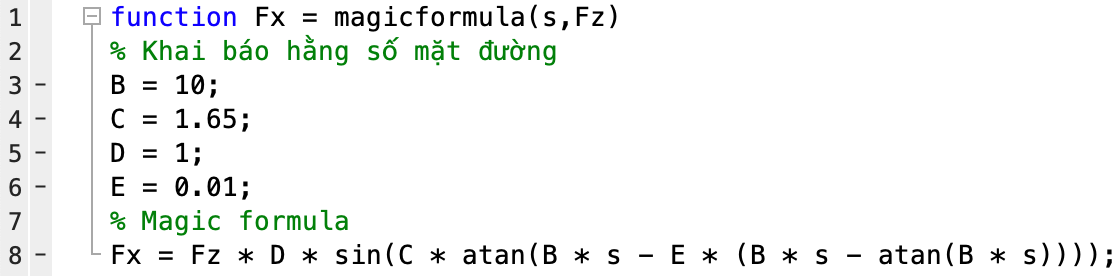 1 function Fx = magicformula(s,Fz)
2 % Khai báo hằng số mặt đường
3 - B = 10;
4 - C = 1.65;
5 - D = 1;
6 - E = 0.01;
7 % Magic formula
8 - Fx = Fz * D * sin(C * atan(B * s - E * (B * s - atan(B * s))));